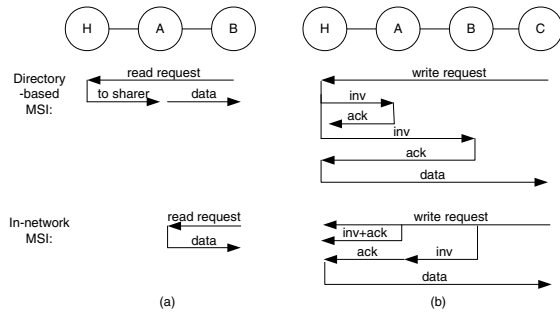 H A B H A B C
Directory
-based
MSI:
read request
to sharer data
write request
inv
ack
inv
ack
data
In-network
MSI:
read request
data
write request
inv+ack
ack inv
data
(a) (b)